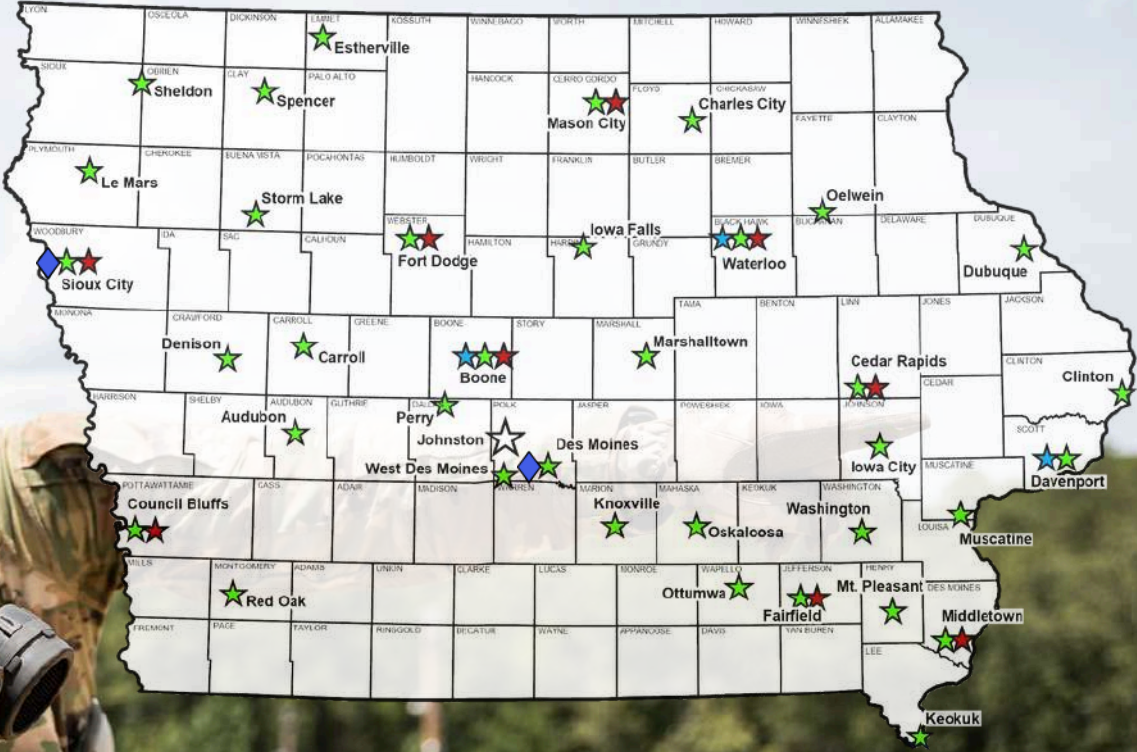 LYON
OSCEOLA
DICKINSON
EMMET
KOSSUTH
WINNEBAGO
WORTH
MITCHELL
HOWARD
WINNESHIEK
ALLAMAKEE
Estherville
SIOUX
OBRIEN
CLAY
PALO ALTO
HANCOCK
CERRO GORDO
FLOYD
CHICKASAW
Sheldon
Spencer
Mason City
Charles City
FAYETTE
CLAYTON
PLYMOUTH
CHEROKEE
BUENA VISTA
POCAHONTAS
HUMBOLDT
WRIGHT
FRANKLIN
BUTLER
BREMER
Le Mars
Storm Lake
Oelwein
WOODBURY
IDA
SAC
CALHOUN
WEBSTER
HAMILTON
HARDIN
Iowa Falls
GRUNDY
BLACK HAWK
BUCHANAN
DELAWARE
DUBUQUE
Sioux City
Fort Dodge
Waterloo
Dubuque
MONONA
CRAWFORD
CARROLL
GREENE
BOONE
STORY
MARSHALL
TAMA
BENTON
LINN
JONES
JACKSON
Denison
Carroll
Boone
Marshalltown
Cedar Rapids
CLINTON
Clinton
CEDAR
HARRISON
SHELBY
AUDUBON
GUTHRIE
DALLAS
POLK
JASPER
POWESHIEK
IOWA
JOHNSON
SCOTT
Audubon
Perry
Johnston
Des Moines
West Des Moines
Iowa City
MUSCATINE
Davenport
POTTAWATTAMIE
CASS
ADAIR
MADISON
WARREN
MARION
MAHASKA
KEOKUK
WASHINGTON
Council Bluffs
Knoxville
Oskaloosa
Washington
LOUISA
Muscatine
MILLS
MONTGOMERY
ADAMS
UNION
CLARKE
LUCAS
MONROE
WAPELLO
JEFFERSON
HENRY
DES MOINES
Red Oak
Ottumwa
Fairfield
Mt. Pleasant
Middletown
FREMONT
PAGE
TAYLOR
RINGGOLD
DECATUR
WAYNE
APPANOOSE
DAVIS
VAN BUREN
LEE
Keokuk